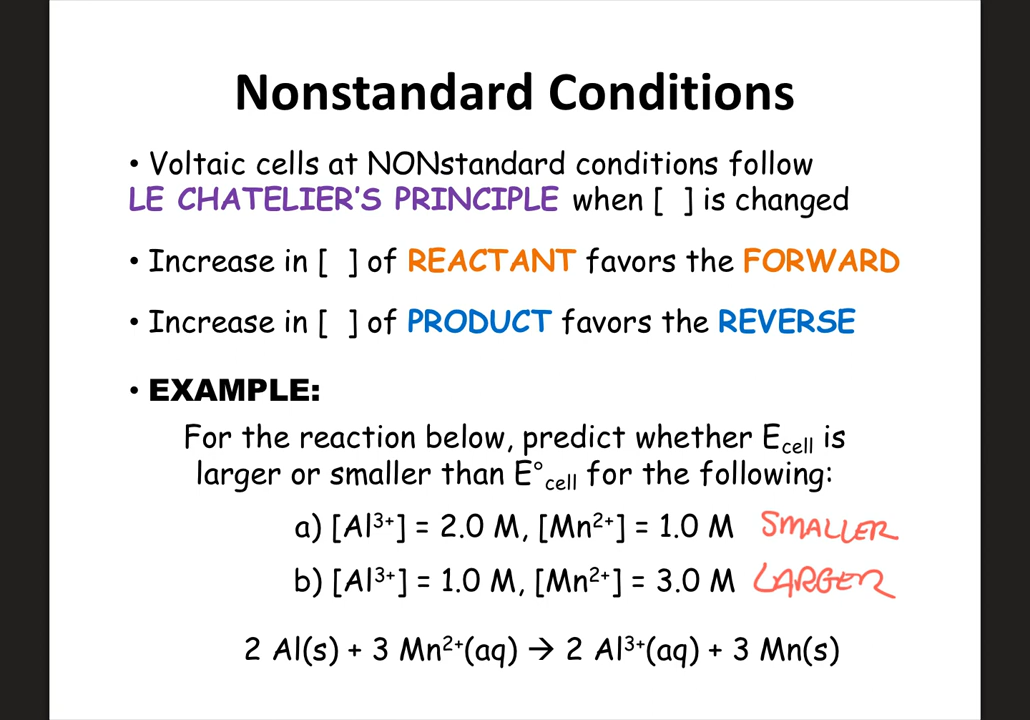 Nonstandard Conditions
• Voltaic cells at NONstandard conditions follow
LE CHATELIER'S PRINCIPLE when [ ] is changed
• Increase in [ ] of REACTANT favors the FORWARD
• Increase in [ ] of PRODUCT favors the REVERSE
• EXAMPLE:
For the reaction below, predict whether E_cell is
larger or smaller than E°_cell for the following:
a) [Al³⁺] = 2.0 M, [Mn²⁺] = 1.0 M SMALLER
b) [Al³⁺] = 1.0 M, [Mn²⁺] = 3.0 M LARGER
2 Al(s) + 3 Mn²⁺(aq) → 2 Al³⁺(aq) + 3 Mn(s)